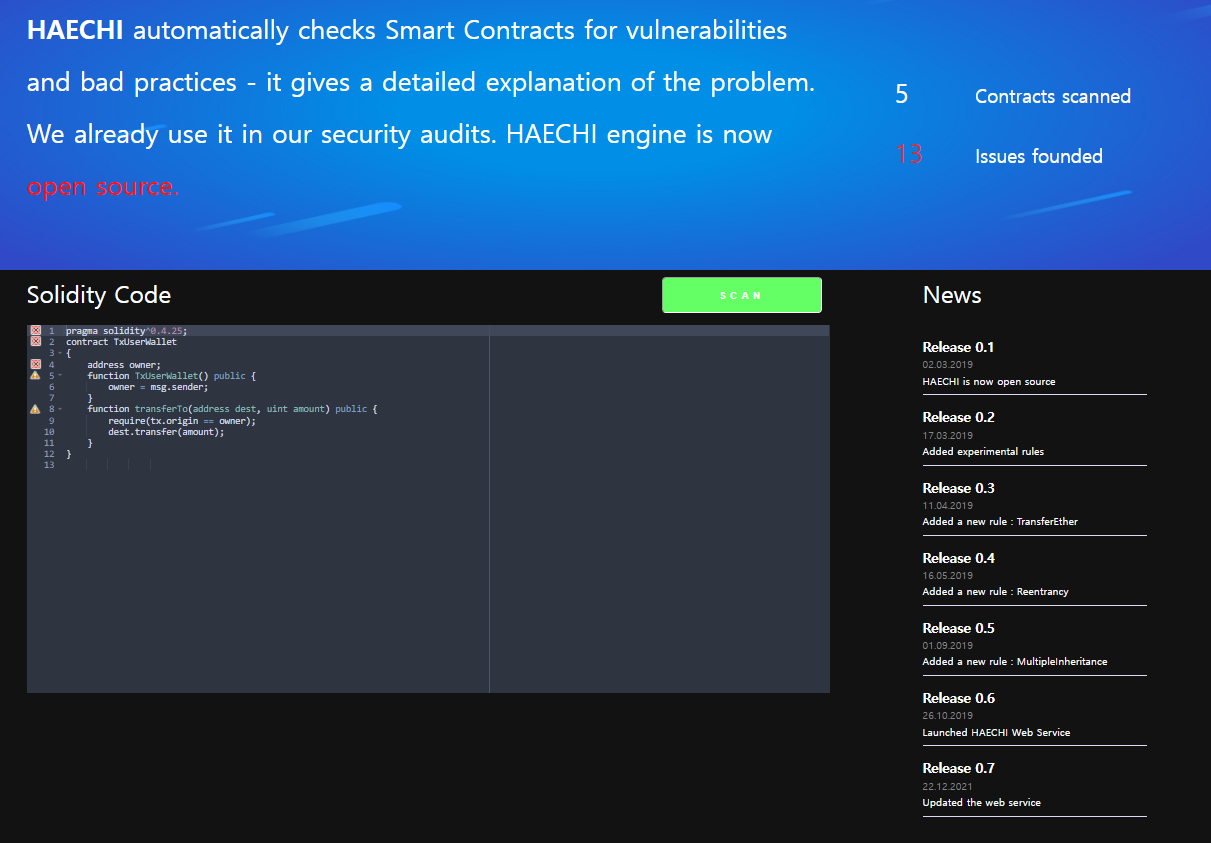 HAECHI automatically checks Smart Contracts for vulnerabilities
and bad practices - it gives a detailed explanation of the problem.
We already use it in our security audits. HAECHI engine is now
open source.
5 Contracts scanned
13 Issues founded
Solidity Code
SCAN
1 pragma solidity^0.4.25;
2 contract TxUserWallet
3 {
4 address owner;
5 function TxUserWallet() public {
6 owner = msg.sender;
7 }
8 function transferTo(address dest, uint amount) public {
9 require(tx.origin == owner);
10 dest.transfer(amount);
11 }
12 }
13
News
Release 0.1
02.03.2019
HAECHI is now open source
Release 0.2
17.03.2019
Added experimental rules
Release 0.3
11.04.2019
Added a new rule : TransferEther
Release 0.4
16.05.2019
Added a new rule : Reentrancy
Release 0.5
01.09.2019
Added a new rule : MultipleInheritance
Release 0.6
26.10.2019
Launched HAECHI Web Service
Release 0.7
22.12.2021
Updated the web service